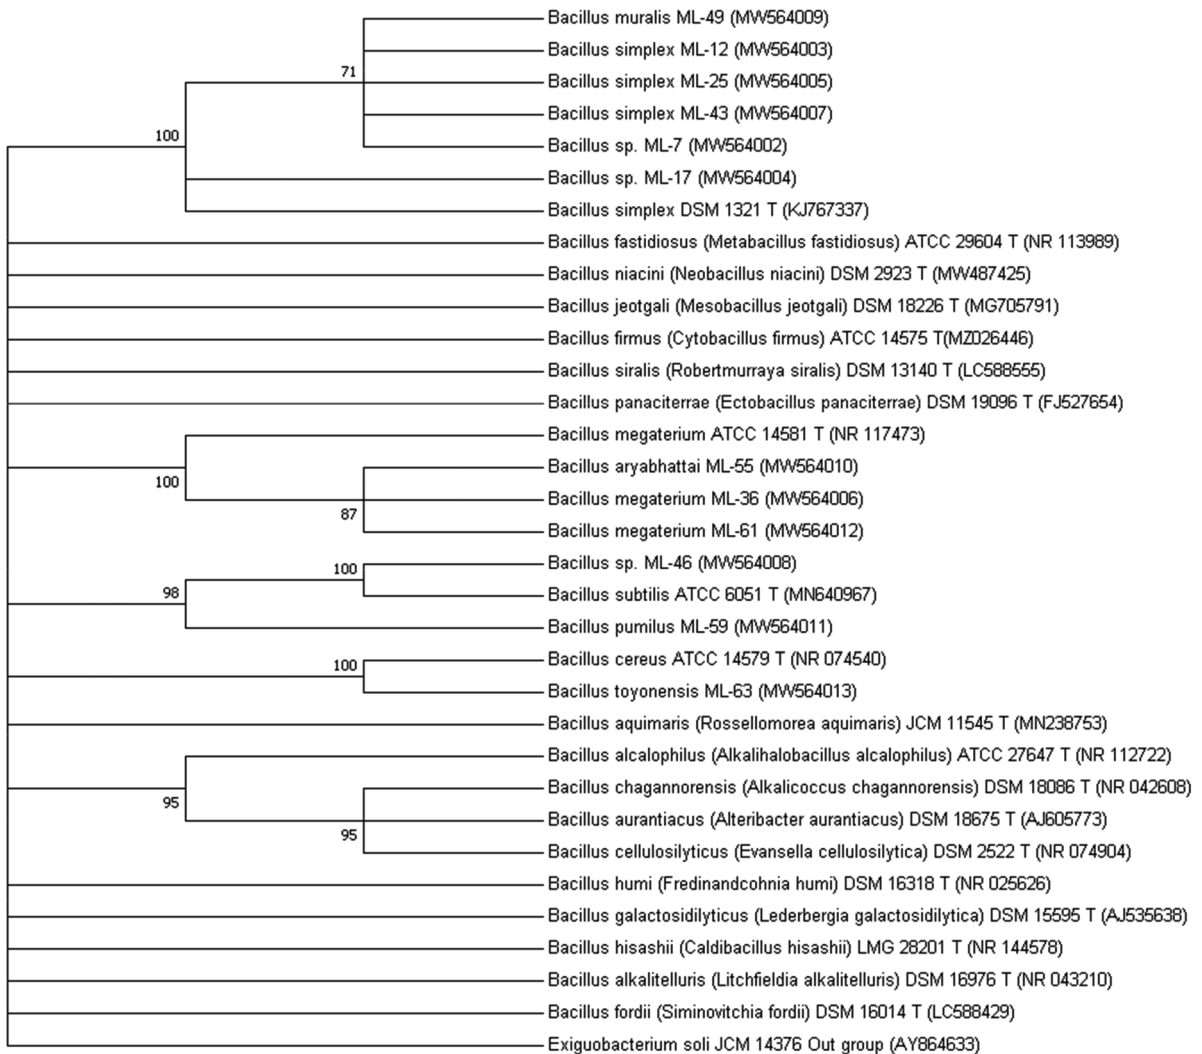 Bacillus muralis ML-49 (MW564009)
Bacillus simplex ML-12 (MW564003)
71
Bacillus simplex ML-25 (MW564005)
Bacillus simplex ML-43 (MW564007)
100
Bacillus sp. ML-7 (MW564002)
Bacillus sp. ML-17 (MW564004)
Bacillus simplex DSM 1321 T (KJ767337)
Bacillus fastidiosus (Metabacillus fastidiosus) ATCC 29604 T (NR 113989)
Bacillus niacini (Neobacillus niacini) DSM 2923 T (MW487425)
Bacillus jeotgali (Mesobacillus jeotgali) DSM 18226 T (MG705791)
Bacillus firmus (Cytobacillus firmus) ATCC 14575 T(MZ026446)
Bacillus siralis (Robertmurraya siralis) DSM 13140 T (LC588555)
Bacillus panaciterrae (Ectobacillus panaciterrae) DSM 19096 T (FJ527654)
Bacillus megaterium ATCC 14581 T (NR 117473)
Bacillus aryabhattai ML-55 (MW564010)
100
Bacillus megaterium ML-36 (MW564006)
87
Bacillus megaterium ML-61 (MW564012)
Bacillus sp. ML-46 (MW564008)
100
98
Bacillus subtilis ATCC 6051 T (MN640967)
Bacillus pumilus ML-59 (MW564011)
Bacillus cereus ATCC 14579 T (NR 074540)
100
Bacillus toyonensis ML-63 (MW564013)
Bacillus aquimaris (Rossellomorea aquimaris) JCM 11545 T (MN238753)
Bacillus alcalophilus (Alkalihalobacillus alcalophilus) ATCC 27647 T (NR 112722)
Bacillus chagannorensis (Alkalicoccus chagannorensis) DSM 18086 T (NR 042608)
95
Bacillus aurantiacus (Alteribacter aurantiacus) DSM 18675 T (AJ605773)
95
Bacillus cellulosilyticus (Evansella cellulosilytica) DSM 2522 T (NR 074904)
Bacillus humi (Fredinandcohnia humi) DSM 16318 T (NR 025626)
Bacillus galactosidilyticus (Lederbergia galactosidilytica) DSM 15595 T (AJ535638)
Bacillus hisashii (Caldibacillus hisashii) LMG 28201 T (NR 144578)
Bacillus alkalitelluris (Litchfieldia alkalitelluris) DSM 16976 T (NR 043210)
Bacillus fordii (Siminovitchia fordii) DSM 16014 T (LC588429)
Exiguobacterium soli JCM 14376 Out group (AY864633)